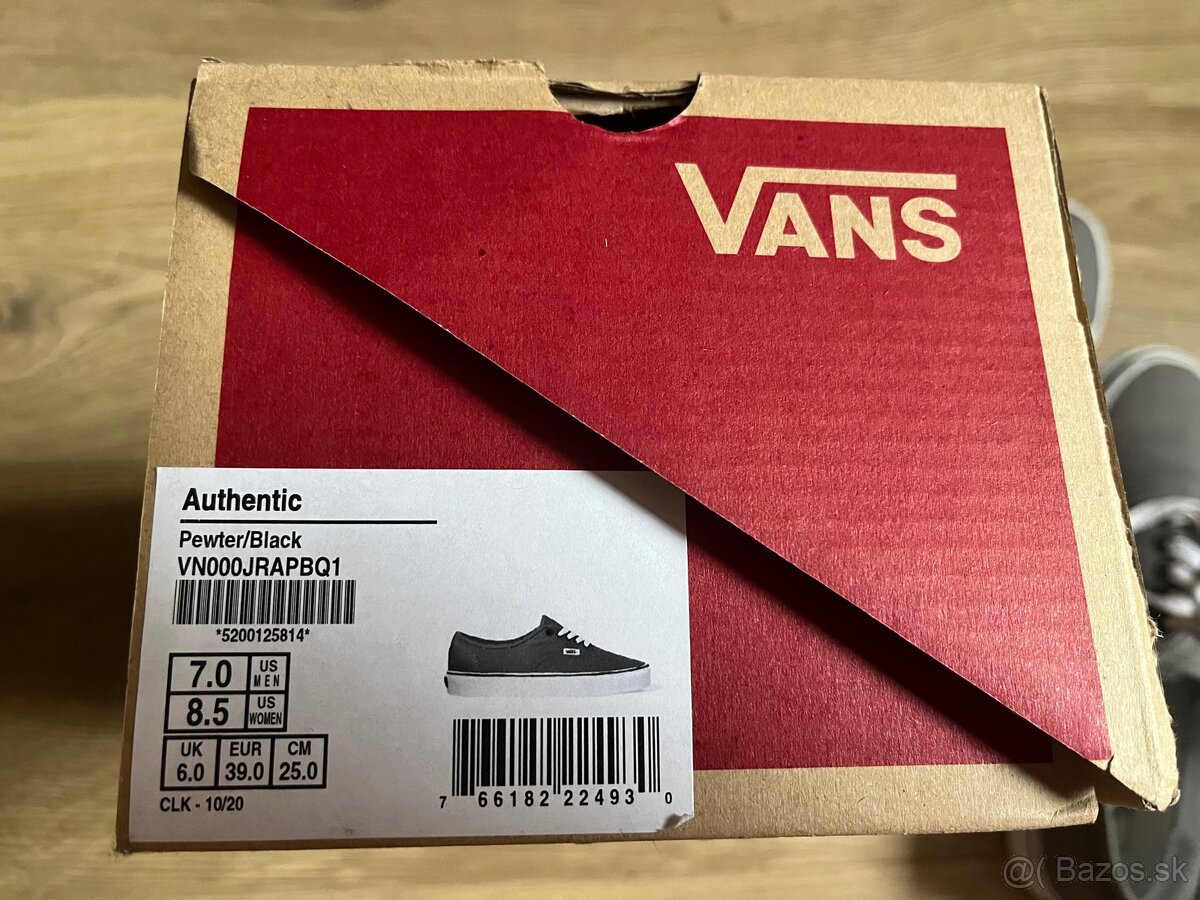 VANS
Authentic
Pewter/Black
VN000JRAPBQ1
*5200125814*
7.0 US MEN
8.5 US WOMEN
UK EUR CM
6.0 39.0 25.0
CLK - 10/20
VANS
7 66182 22493 0
@( Bazos.sk